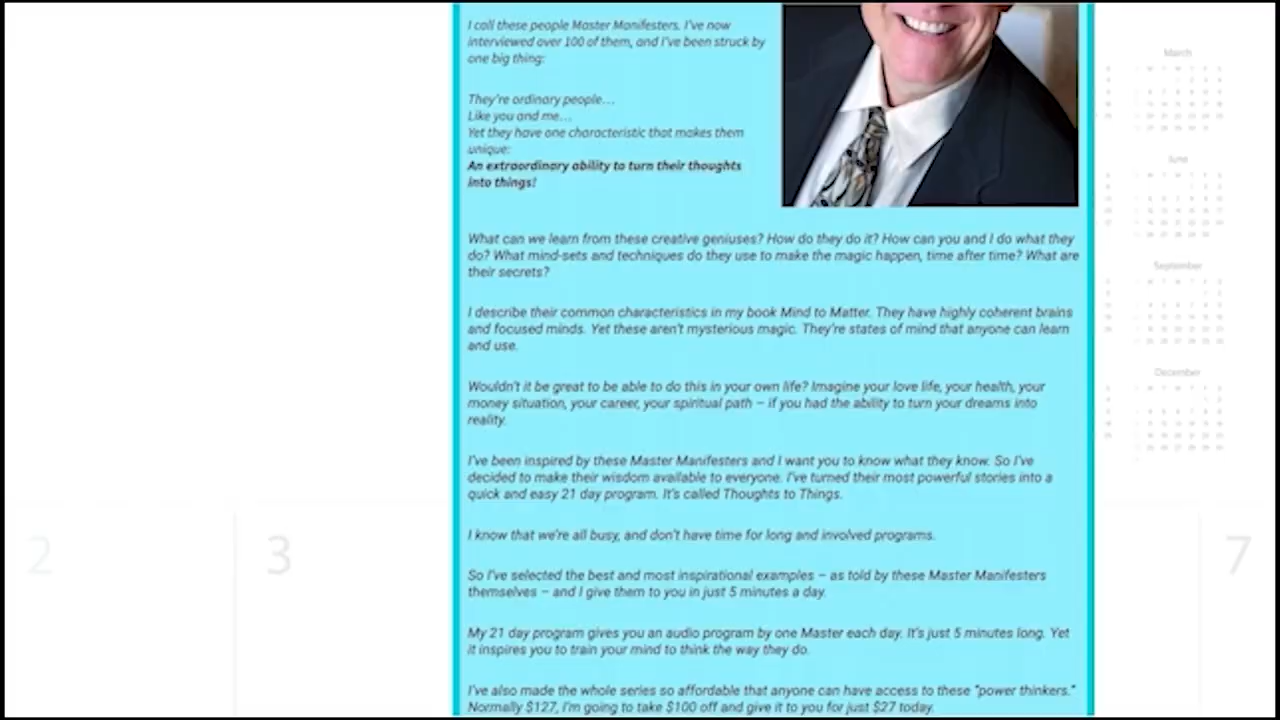 I call these people Master Manifesters. I've now
interviewed over 100 of them, and I've been struck by
one big thing:
They're ordinary people...
Like you and me...
Yet they have one characteristic that makes them
unique:
An extraordinary ability to turn their thoughts
into things!
What can we learn from these creative geniuses? How do they do it? How can you and I do what they
do? What mind-sets and techniques do they use to make the magic happen, time after time? What are
their secrets?
I describe their common characteristics in my book Mind to Matter. They have highly coherent brains
and focused minds. Yet these aren't mysterious magic. They're states of mind that anyone can learn
and use.
Wouldn't it be great to be able to do this in your own life? Imagine your love life, your health, your
money situation, your career, your spiritual path – if you had the ability to turn your dreams into
reality.
I've been inspired by these Master Manifesters and I want you to know what they know. So I've
decided to make their wisdom available to everyone. I've turned their most powerful stories into a
quick and easy 21 day program. It's called Thoughts to Things.
I know that we're all busy, and don't have time for long and involved programs.
So I've selected the best and most inspirational examples – as told by these Master Manifesters
themselves – and I give them to you in just 5 minutes a day.
My 21 day program gives you an audio program by one Master each day. It's just 5 minutes long. Yet
it inspires you to train your mind to think the way they do.
I've also made the whole series so affordable that anyone can have access to these "power thinkers."
Normally $127, I'm going to take $100 off and give it to you for just $27 today.
March
June
September
December
2
3
7